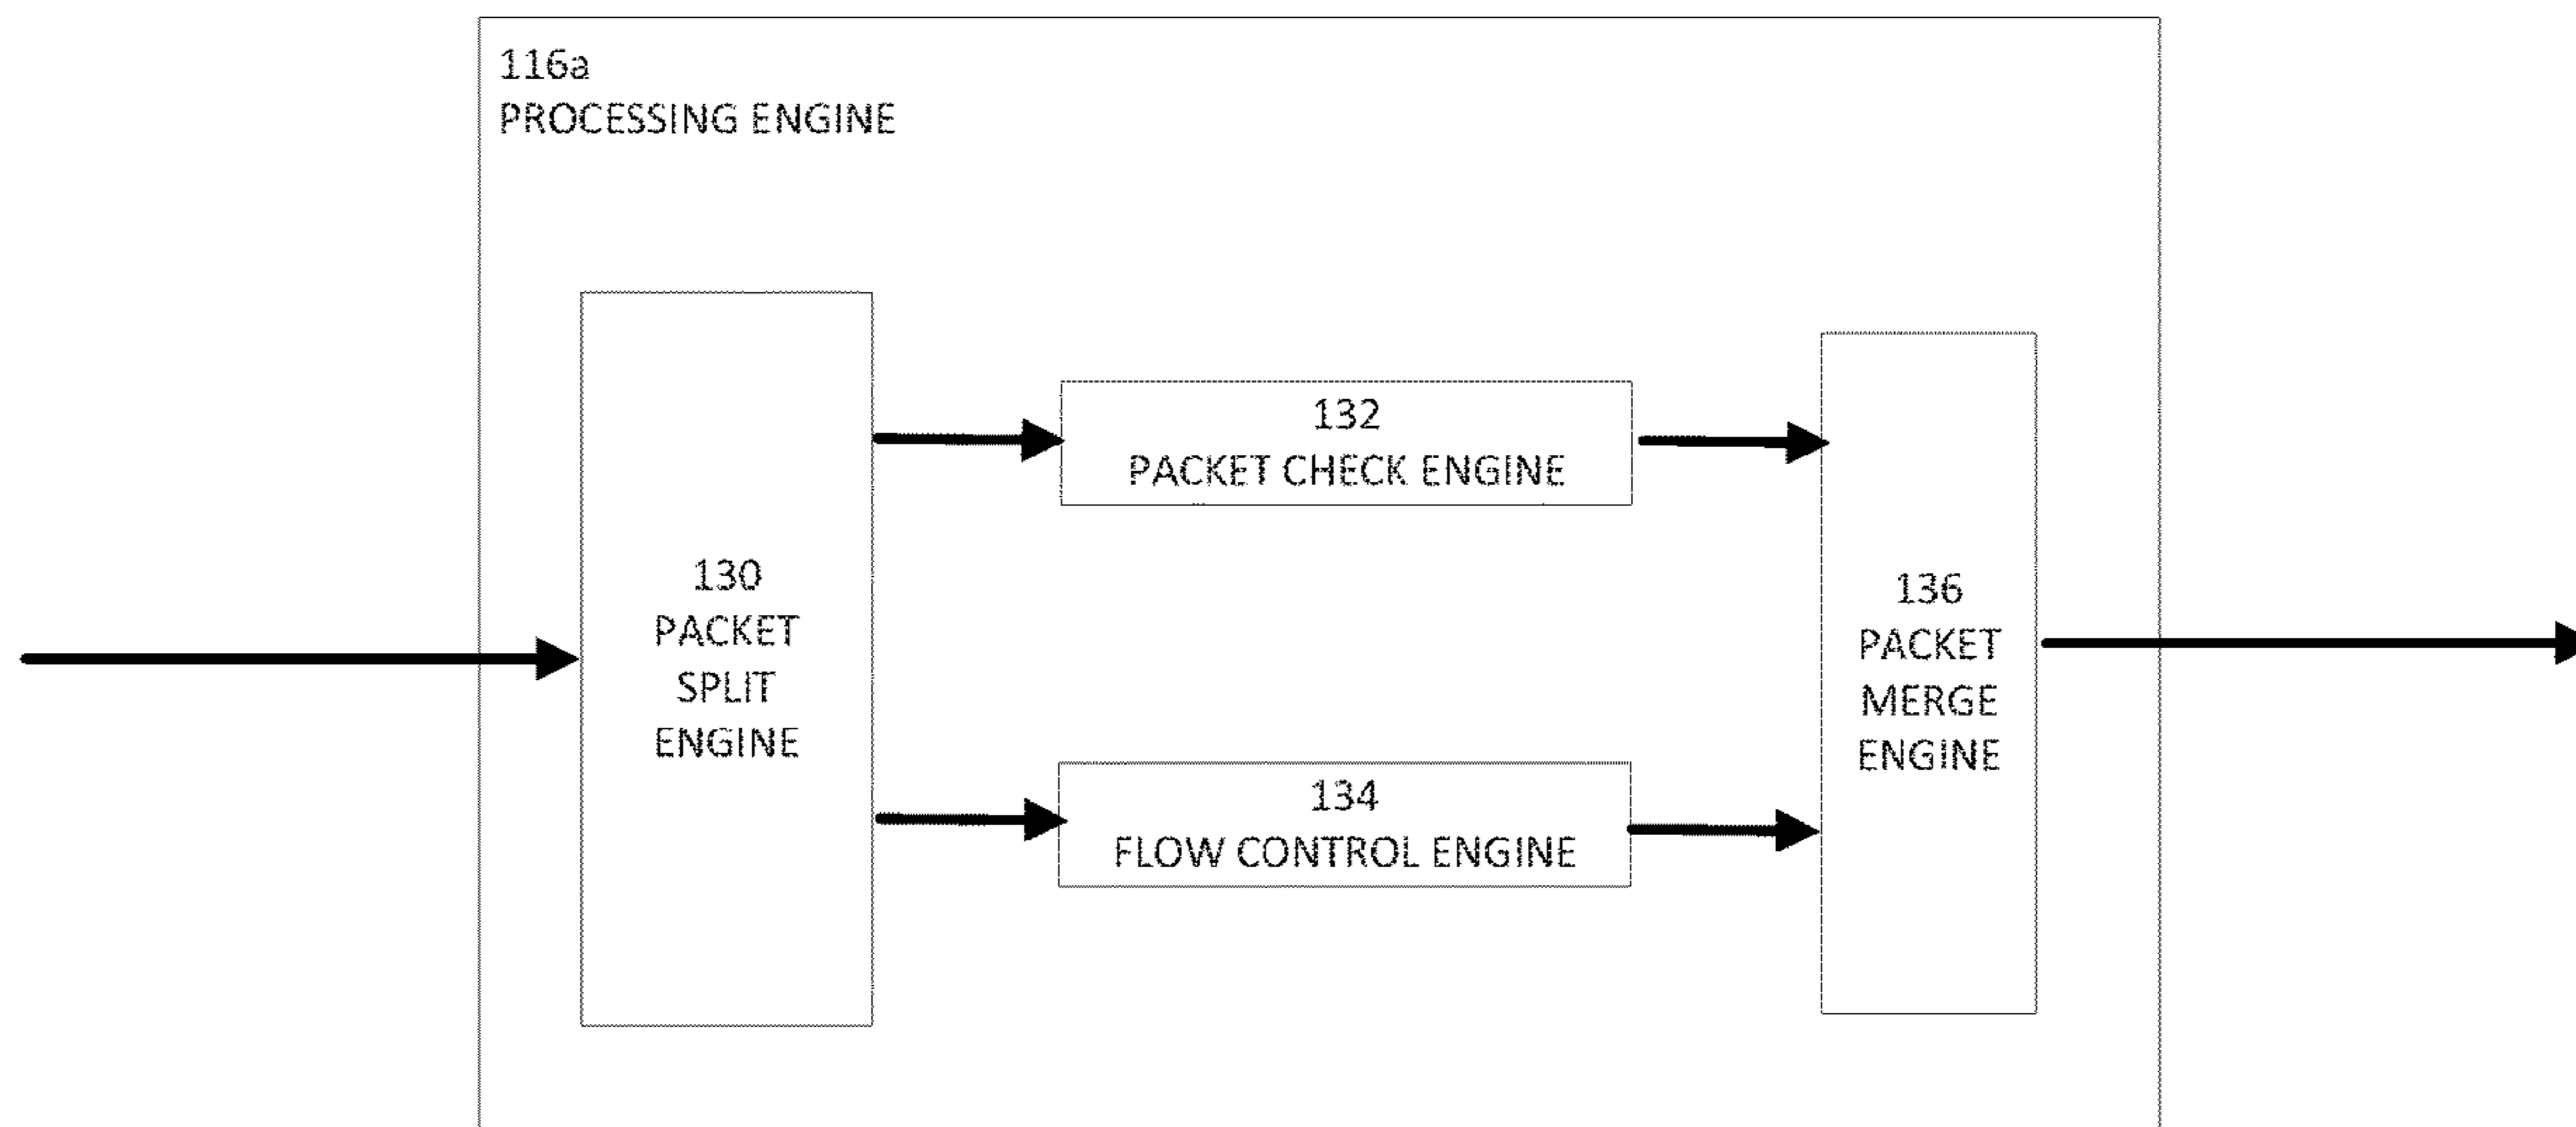 116a
PROCESSING ENGINE
132
PACKET CHECK ENGINE
130
PACKET
SPLIT
ENGINE
136
PACKET
MERGE
ENGINE
134
FLOW CONTROL ENGINE